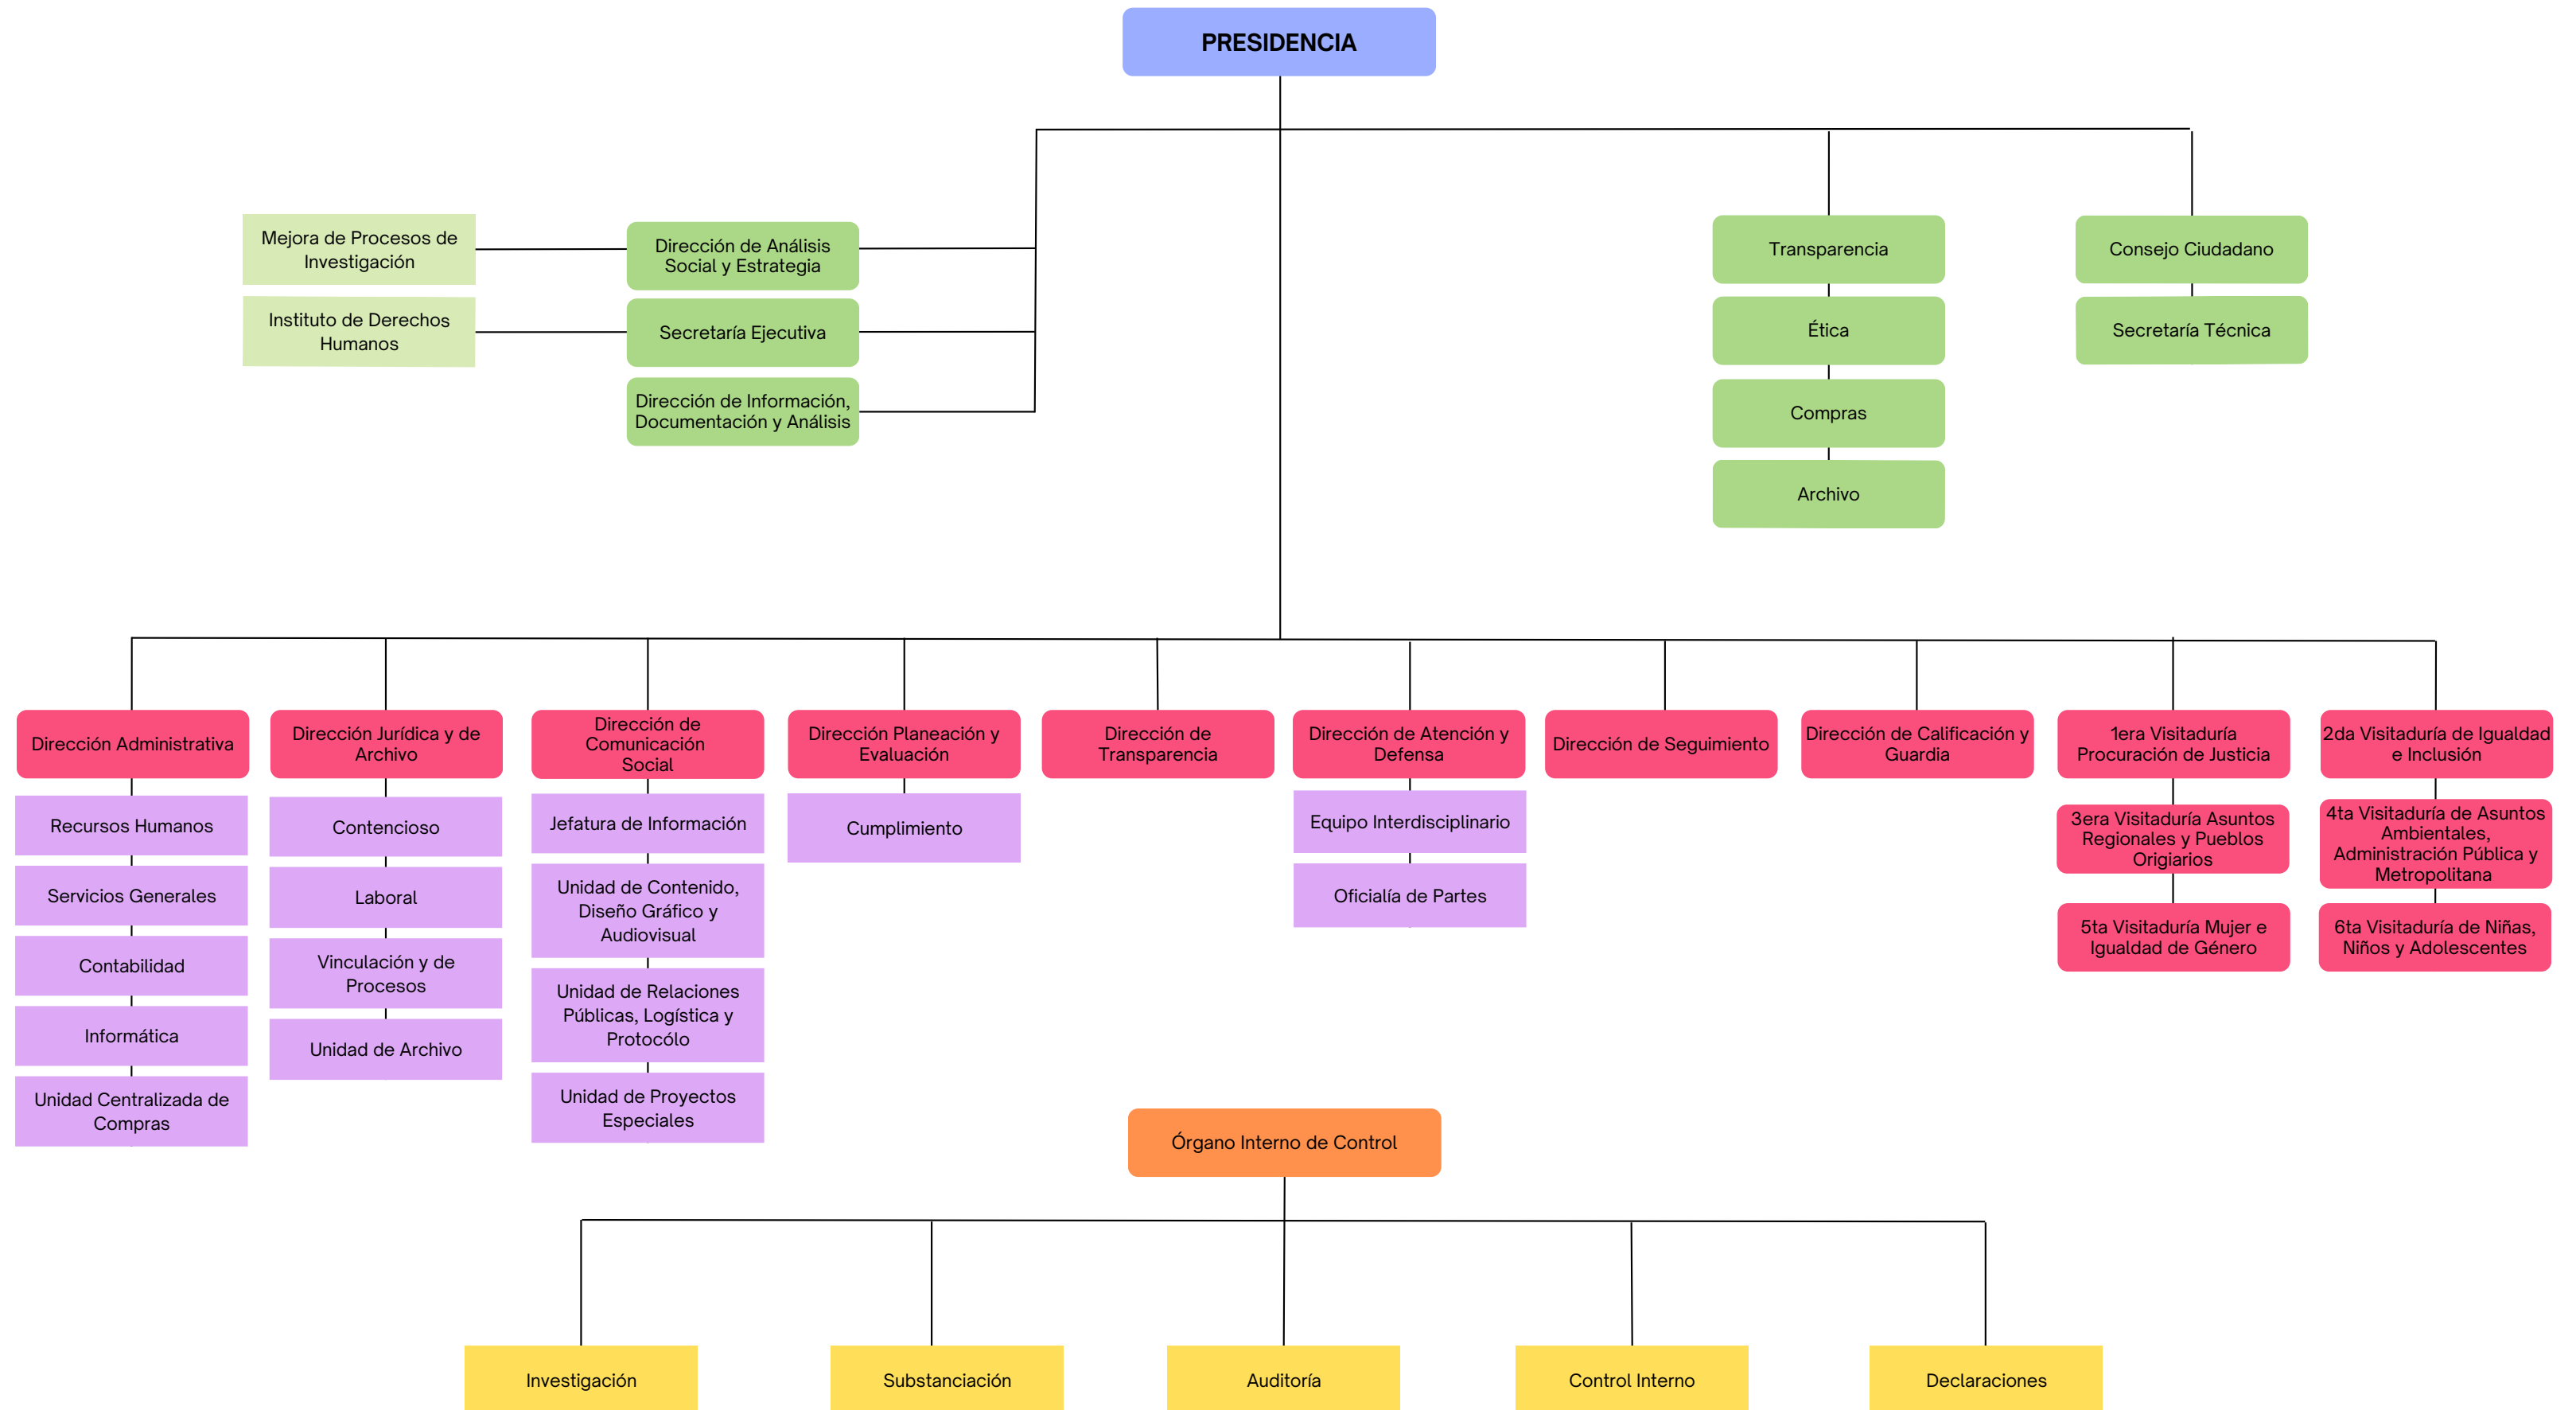 PRESIDENCIA
Mejora de Procesos de
Investigación
Instituto de Derechos
Humanos
Dirección de Análisis
Social y Estrategia
Secretaría Ejecutiva
Dirección de Información,
Documentación y Análisis
Transparencia
Ética
Compras
Archivo
Consejo Ciudadano
Secretaría Técnica
Dirección Administrativa
Recursos Humanos
Servicios Generales
Contabilidad
Informática
Unidad Centralizada de
Compras
Dirección Jurídica y de
Archivo
Contencioso
Laboral
Vinculación y de
Procesos
Unidad de Archivo
Dirección de
Comunicación
Social
Jefatura de Información
Unidad de Contenido,
Diseño Gráfico y
Audiovisual
Unidad de Relaciones
Públicas, Logística y
Protocólo
Unidad de Proyectos
Especiales
Dirección Planeación y
Evaluación
Cumplimiento
Dirección de
Transparencia
Dirección de Atención y
Defensa
Equipo Interdisciplinario
Oficialía de Partes
Dirección de Seguimiento
Dirección de Calificación y
Guardia
1era Visitaduría
Procuración de Justicia
3era Visitaduría Asuntos
Regionales y Pueblos
Origiarios
5ta Visitaduría Mujer e
Igualdad de Género
2da Visitaduría de Igualdad
e Inclusión
4ta Visitaduría de Asuntos
Ambientales,
Administración Pública y
Metropolitana
6ta Visitaduría de Niñas,
Niños y Adolescentes
Órgano Interno de Control
Investigación
Substanciación
Auditoría
Control Interno
Declaraciones